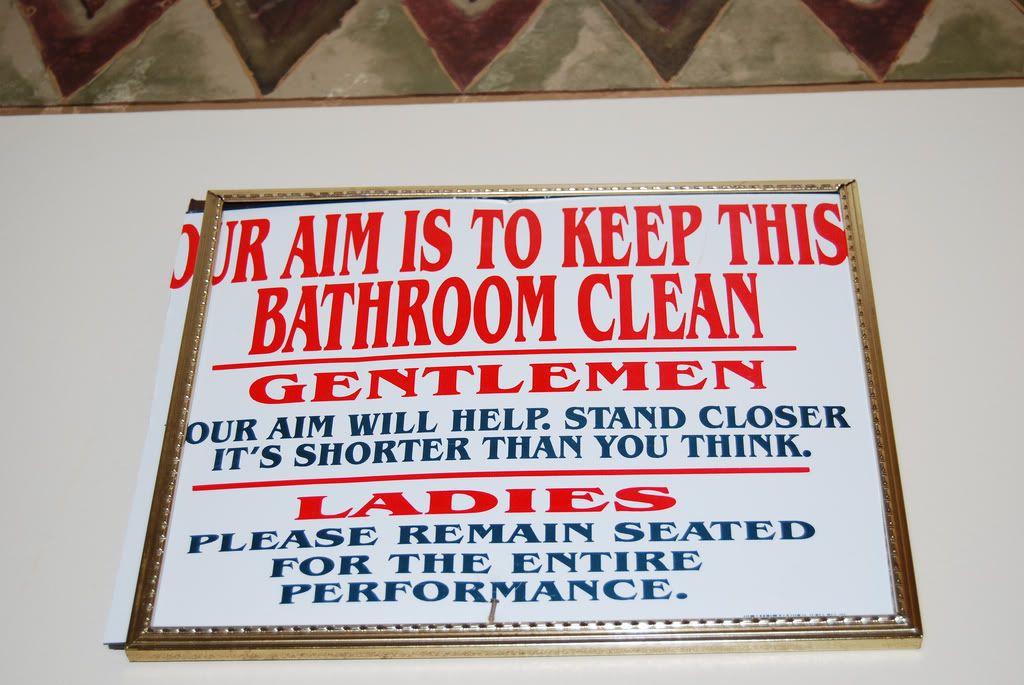 OUR AIM IS TO KEEP THIS
BATHROOM CLEAN
GENTLEMEN
OUR AIM WILL HELP. STAND CLOSER
IT'S SHORTER THAN YOU THINK.
LADIES
PLEASE REMAIN SEATED
FOR THE ENTIRE
PERFORMANCE.